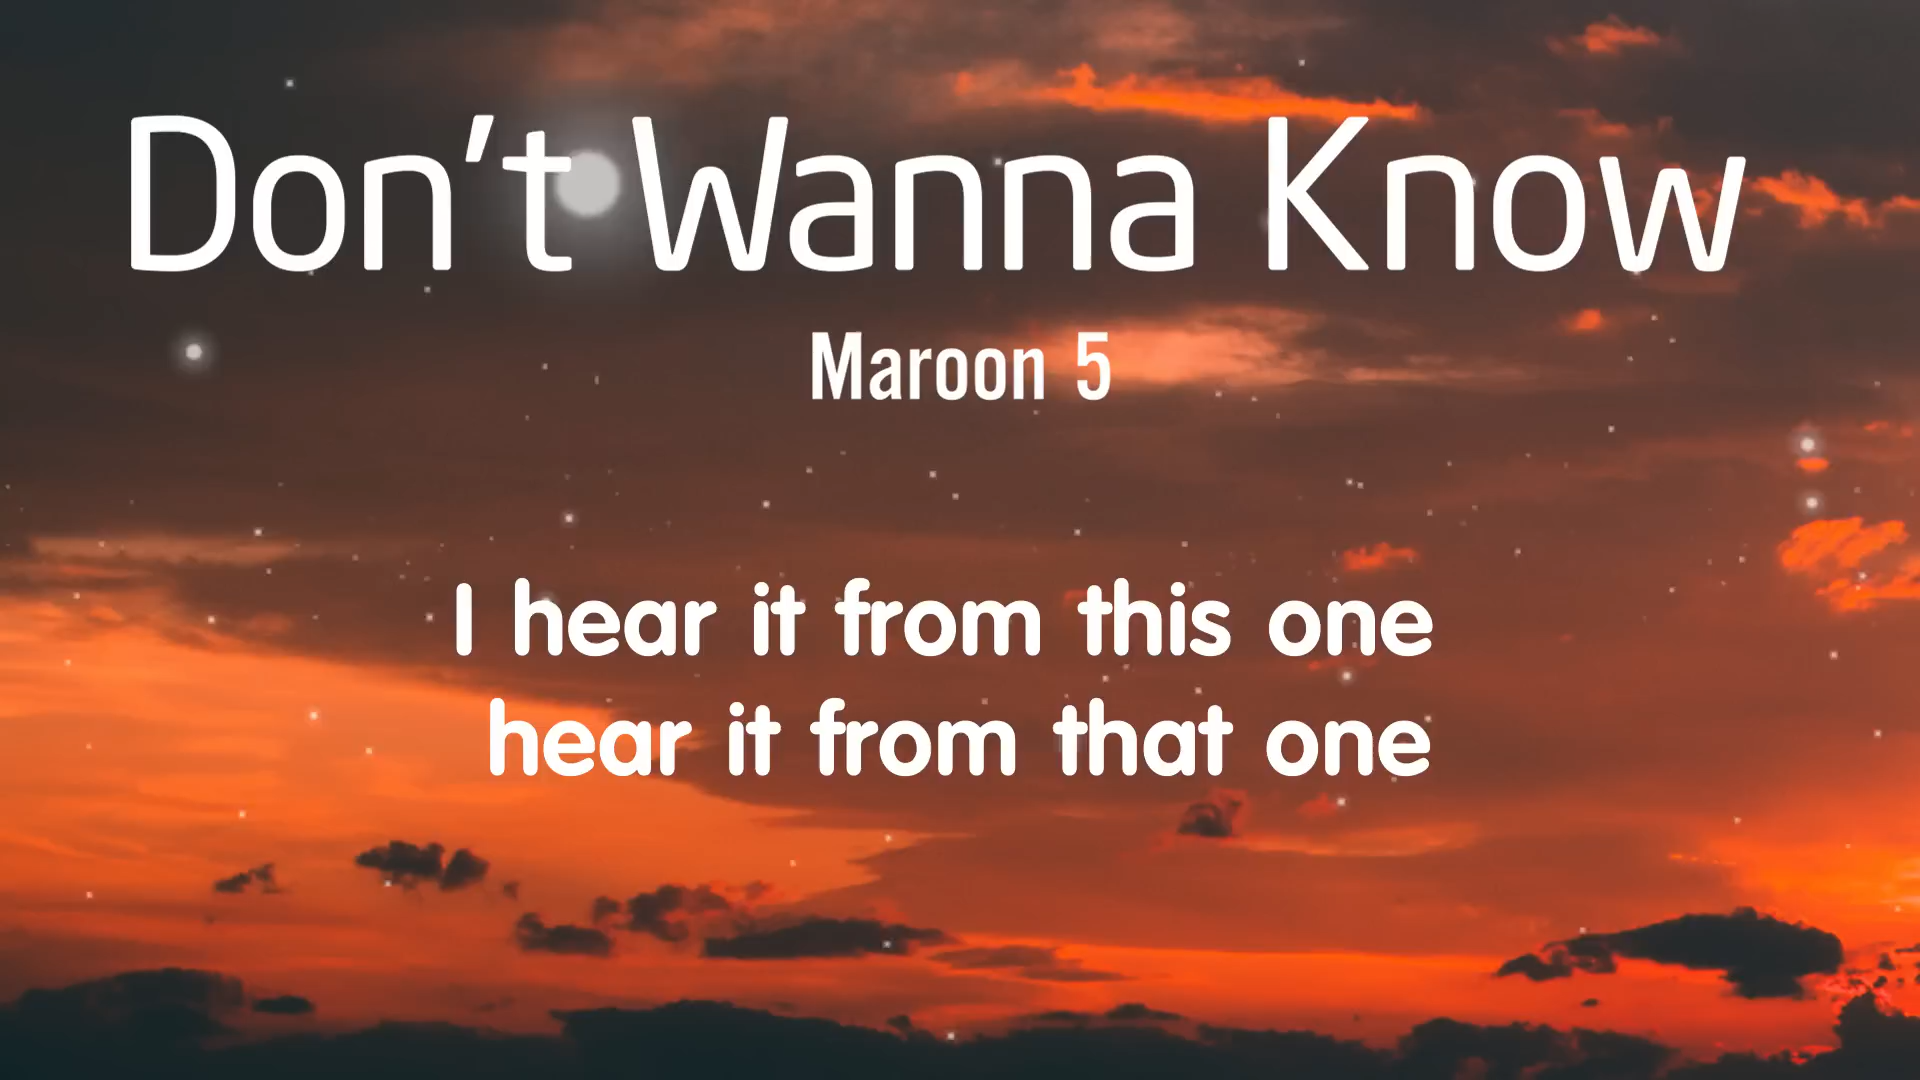 Don't Wanna Know
Maroon 5
I hear it from this one
hear it from that one